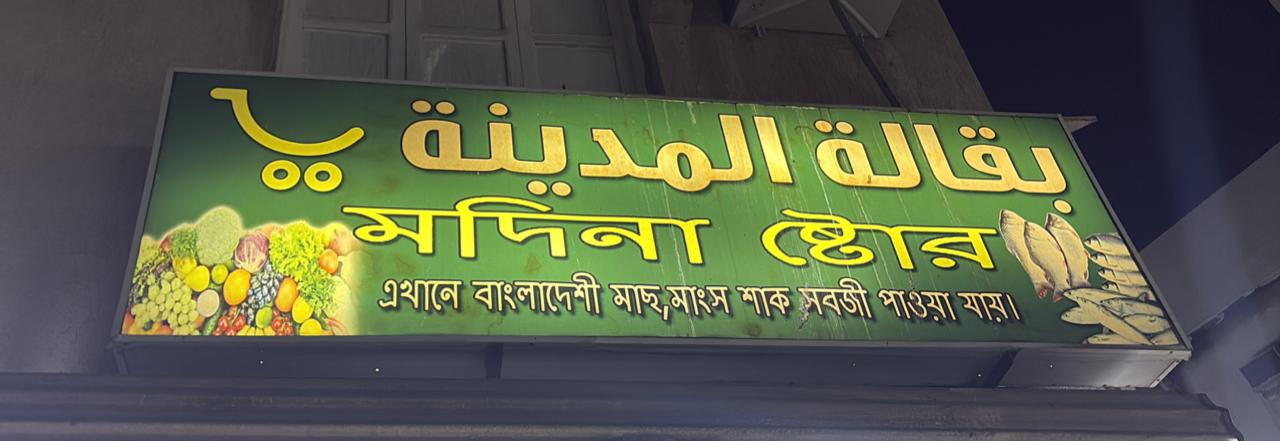 بقالة المدينة
মদিনা ষ্টোর
এখানে বাংলাদেশী মাছ,মাংস শাক সবজী পাওয়া যায়।